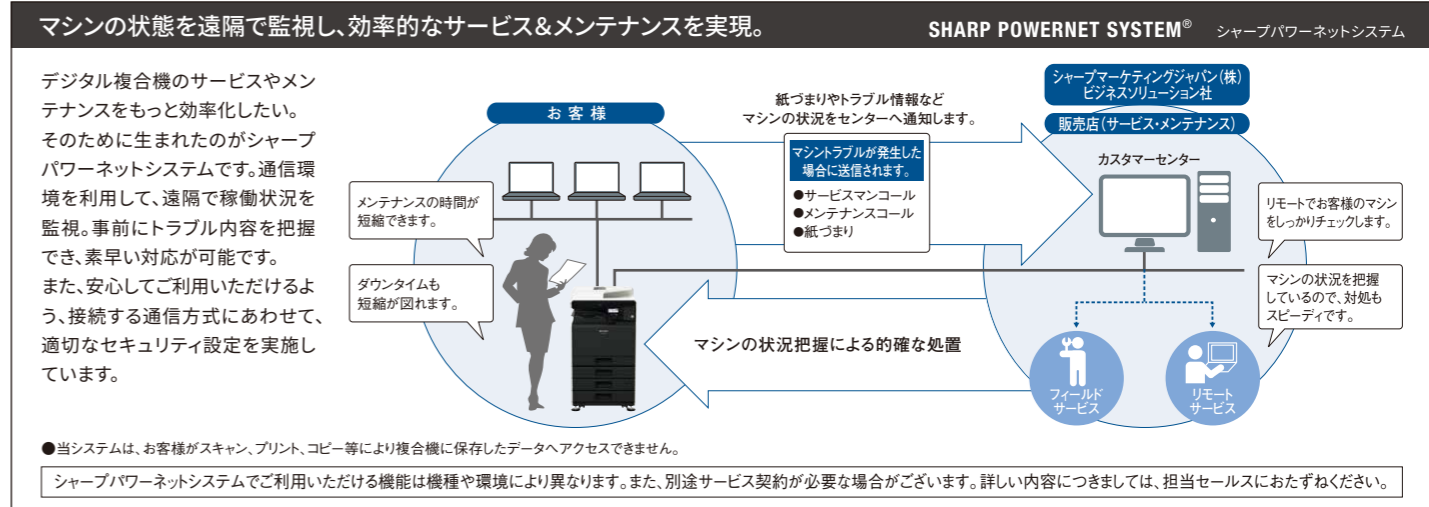 マシンの状態を遠隔で監視し、効率的なサービス&メンテナンスを実現。
SHARP POWERNET SYSTEM® シャープパワーネットシステム
デジタル複合機のサービスやメン
テナンスをもっと効率化したい。
そのために生まれたのがシャープ
パワーネットシステムです。通信環
境を利用して、遠隔で稼働状況を
監視。事前にトラブル内容を把握
でき、素早い対応が可能です。
また、安心してご利用いただけるよ
う、接続する通信方式にあわせて、
適切なセキュリティ設定を実施し
ています。
お客様
メンテナンスの時間が
短縮できます。
ダウンタイムも
短縮が図れます。
紙づまりやトラブル情報など
マシンの状況をセンターへ通知します。
マシントラブルが発生した
場合に送信されます。
●サービスマンコール
●メンテナンスコール
●紙づまり
マシンの状況把握による的確な処置
シャープマーケティングジャパン(株)
ビジネスソリューション社
販売店(サービス・メンテナンス)
カスタマーセンター
リモートでお客様のマシン
をしっかりチェックします。
マシンの状況を把握
しているので、対処も
スピーディです。
フィールド
サービス
リモート
サービス
●当システムは、お客様がスキャン、プリント、コピー等により複合機に保存したデータへアクセスできません。
シャープパワーネットシステムでご利用いただける機能は機種や環境により異なります。また、別途サービス契約が必要な場合がございます。詳しい内容につきましては、担当セールスにおたずねください。